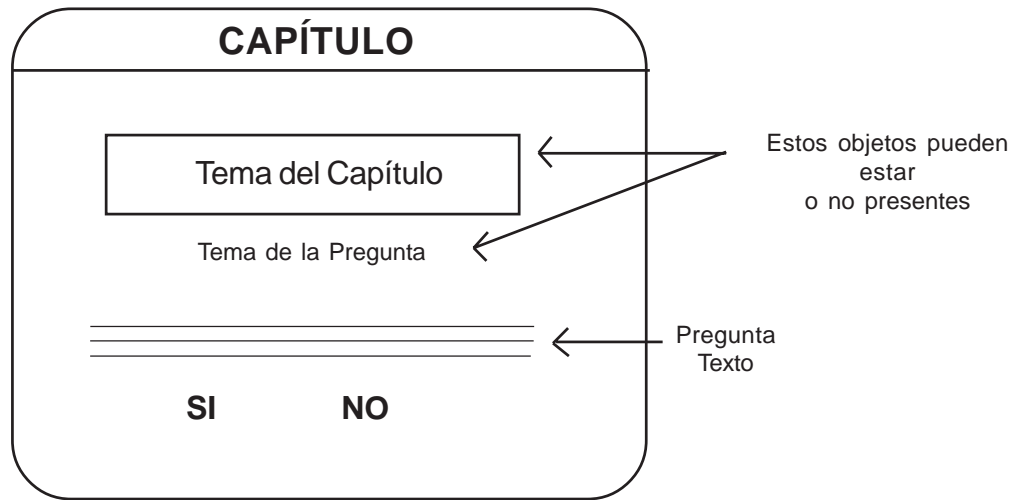 CAPÍTULO
Tema del Capítulo
Tema de la Pregunta
Estos objetos pueden
estar
o no presentes
Pregunta
Texto
SI NO